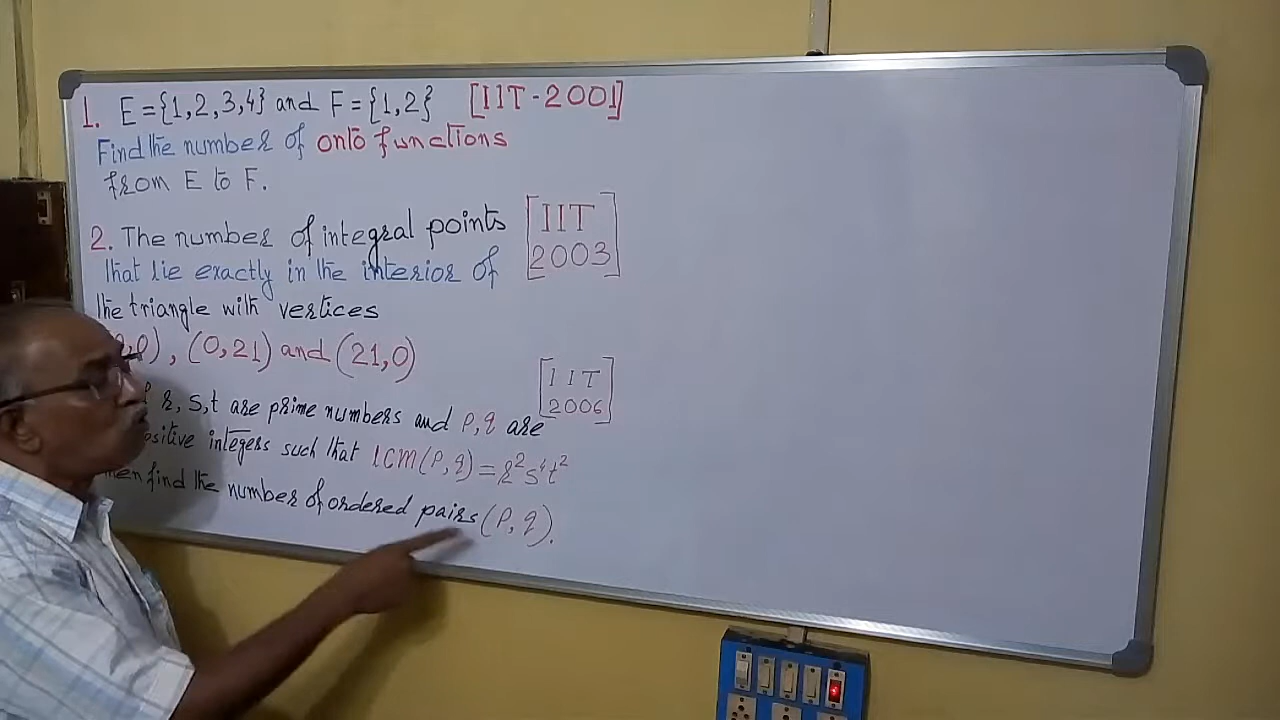 1. E={1,2,3,4} and F={1,2} [IIT-2001]
Find the number of onto functions
from E to F.
2. The number of integral points [IIT
that lie exactly in the interior of 2003]
the triangle with vertices
,0), (0,21) and (21,0)
[IIT
2006]
r, s, t are prime numbers and p, q are
integers such that LCM(p, q) = r²s⁴t²
find the number of ordered pairs (p, q).